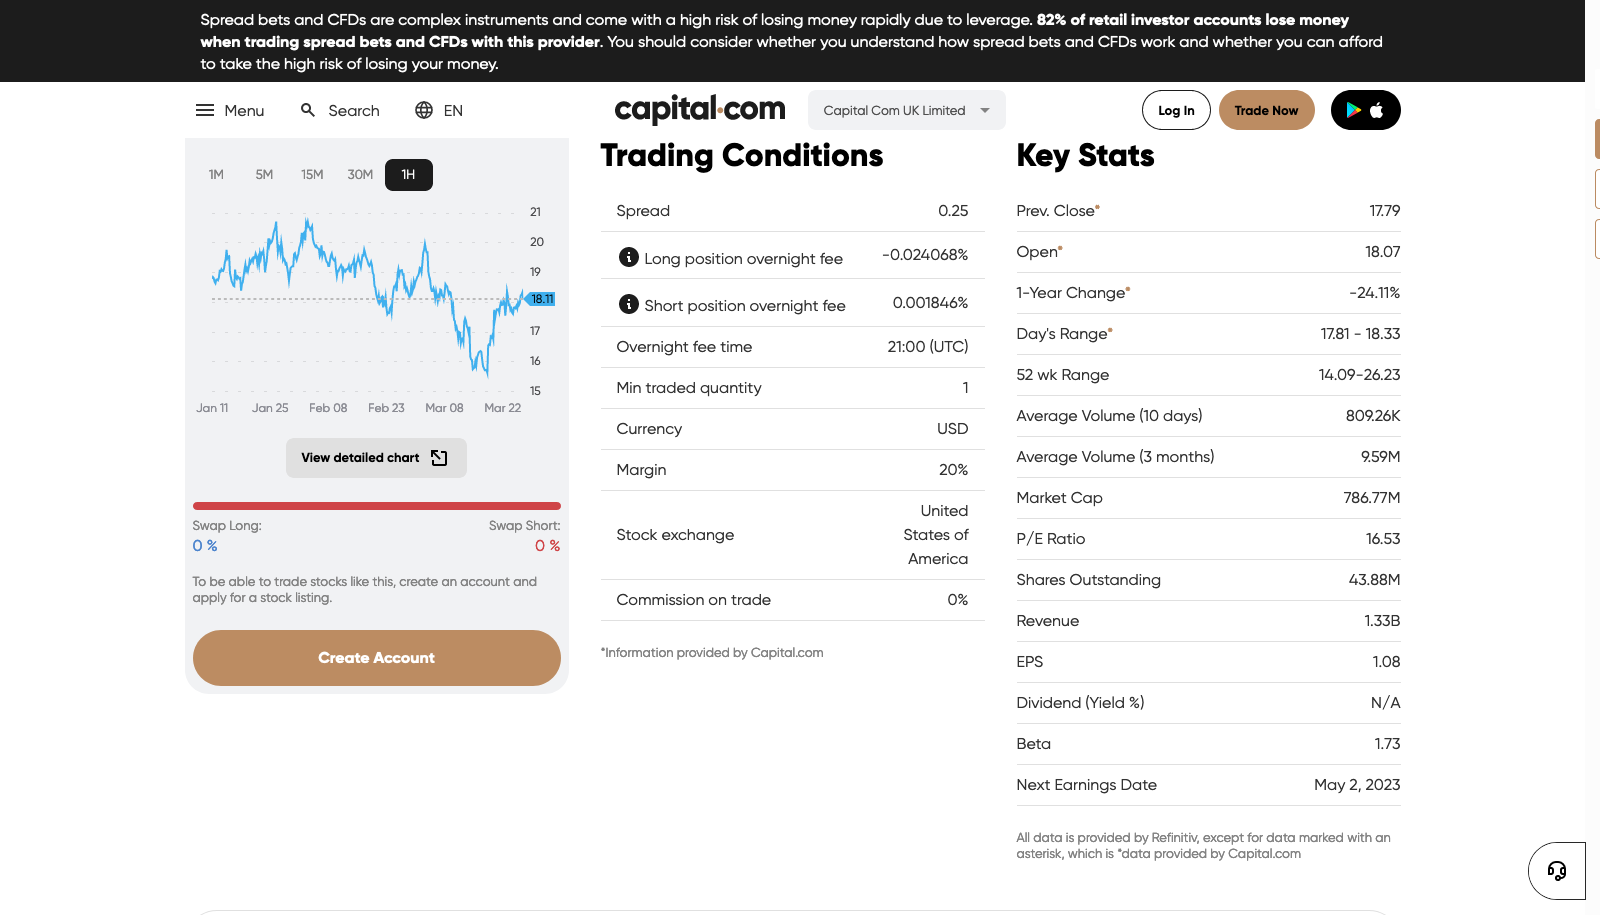 Spread bets and CFDs are complex instruments and come with a high risk of losing money rapidly due to leverage. 82% of retail investor accounts lose money
when trading spread bets and CFDs with this provider. You should consider whether you understand how spread bets and CFDs work and whether you can afford
to take the high risk of losing your money.
Menu Search EN capital.com Capital Com UK Limited Log In Trade Now
1M 5M 15M 30M 1H
21
20
19
18.11
17
16
15
Jan 11 Jan 25 Feb 08 Feb 23 Mar 08 Mar 22
View detailed chart
Swap Long: Swap Short:
0 % 0 %
To be able to trade stocks like this, create an account and
apply for a stock listing.
Create Account
Trading Conditions
Spread 0.25
Long position overnight fee -0.024068%
Short position overnight fee 0.001846%
Overnight fee time 21:00 (UTC)
Min traded quantity 1
Currency USD
Margin 20%
Stock exchange United
States of
America
Commission on trade 0%
*Information provided by Capital.com
Key Stats
Prev. Close* 17.79
Open* 18.07
1-Year Change* -24.11%
Day's Range* 17.81 - 18.33
52 wk Range 14.09-26.23
Average Volume (10 days) 809.26K
Average Volume (3 months) 9.59M
Market Cap 786.77M
P/E Ratio 16.53
Shares Outstanding 43.88M
Revenue 1.33B
EPS 1.08
Dividend (Yield %) N/A
Beta 1.73
Next Earnings Date May 2, 2023
All data is provided by Refinitiv, except for data marked with an
asterisk, which is *data provided by Capital.com